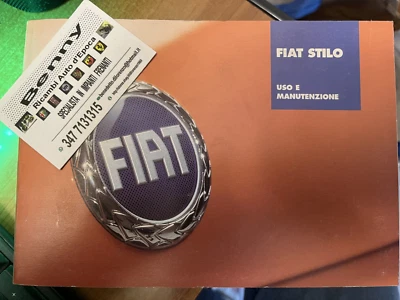 Benny
Ricambi Auto d'Epoca
SPECIALISTA IN IMPIANTI FRENANTI
347 7131315
FIAT
FIAT STILO
USO E
MANUTENZIONE